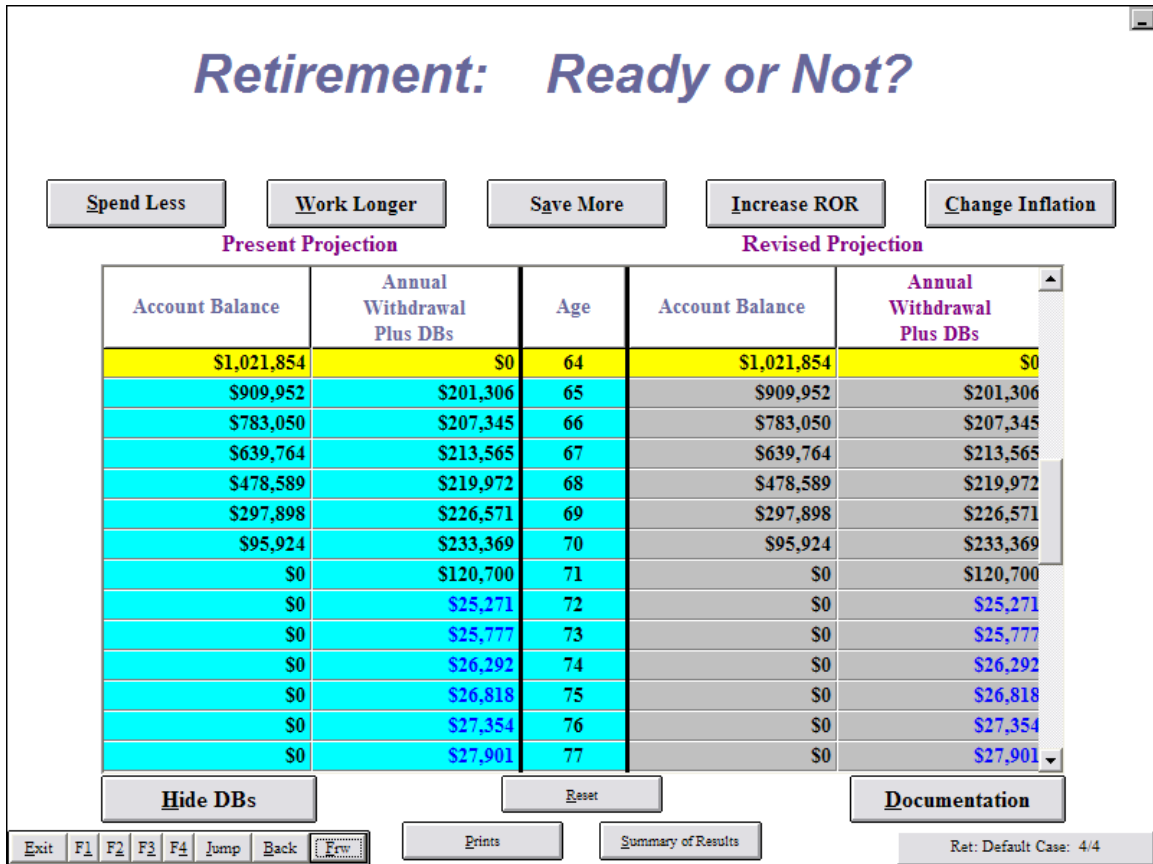 Retirement: Ready or Not?
Spend Less Work Longer Save More Increase ROR Change Inflation
Present Projection Revised Projection
Account Balance Annual Withdrawal Plus DBs Age Account Balance Annual Withdrawal Plus DBs
$1,021,854 $0 64 $1,021,854 $0
$909,952 $201,306 65 $909,952 $201,306
$783,050 $207,345 66 $783,050 $207,345
$639,764 $213,565 67 $639,764 $213,565
$478,589 $219,972 68 $478,589 $219,972
$297,898 $226,571 69 $297,898 $226,571
$95,924 $233,369 70 $95,924 $233,369
$0 $120,700 71 $0 $120,700
$0 $25,271 72 $0 $25,271
$0 $25,777 73 $0 $25,777
$0 $26,292 74 $0 $26,292
$0 $26,818 75 $0 $26,818
$0 $27,354 76 $0 $27,354
$0 $27,901 77 $0 $27,901
Hide DBs Reset Documentation
Prints Summary of Results
Exit F1 F2 F3 F4 Jump Back Frw Ret: Default Case: 4/4